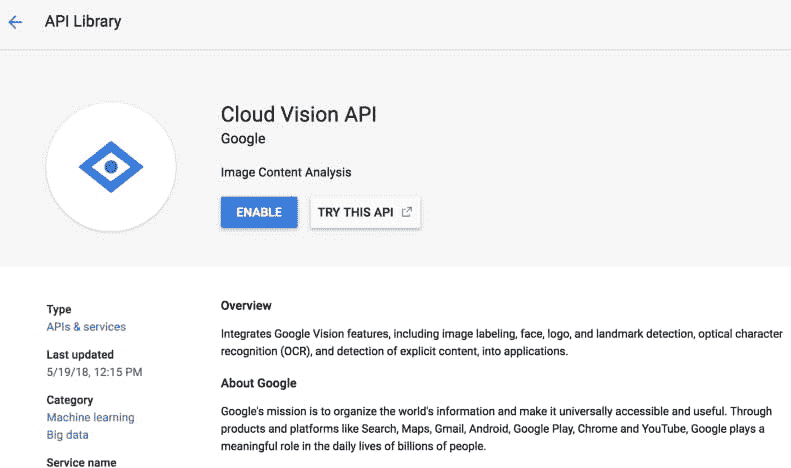 API Library
Cloud Vision API
Google
Image Content Analysis
ENABLE
TRY THIS API
Type
APIs & services
Last updated
5/19/18, 12:15 PM
Category
Machine learning
Big data
Service name
Overview
Integrates Google Vision features, including image labeling, face, logo, and landmark detection, optical character
recognition (OCR), and detection of explicit content, into applications.
About Google
Google's mission is to organize the world's information and make it universally accessible and useful. Through
products and platforms like Search, Maps, Gmail, Android, Google Play, Chrome and YouTube, Google plays a
meaningful role in the daily lives of billions of people.